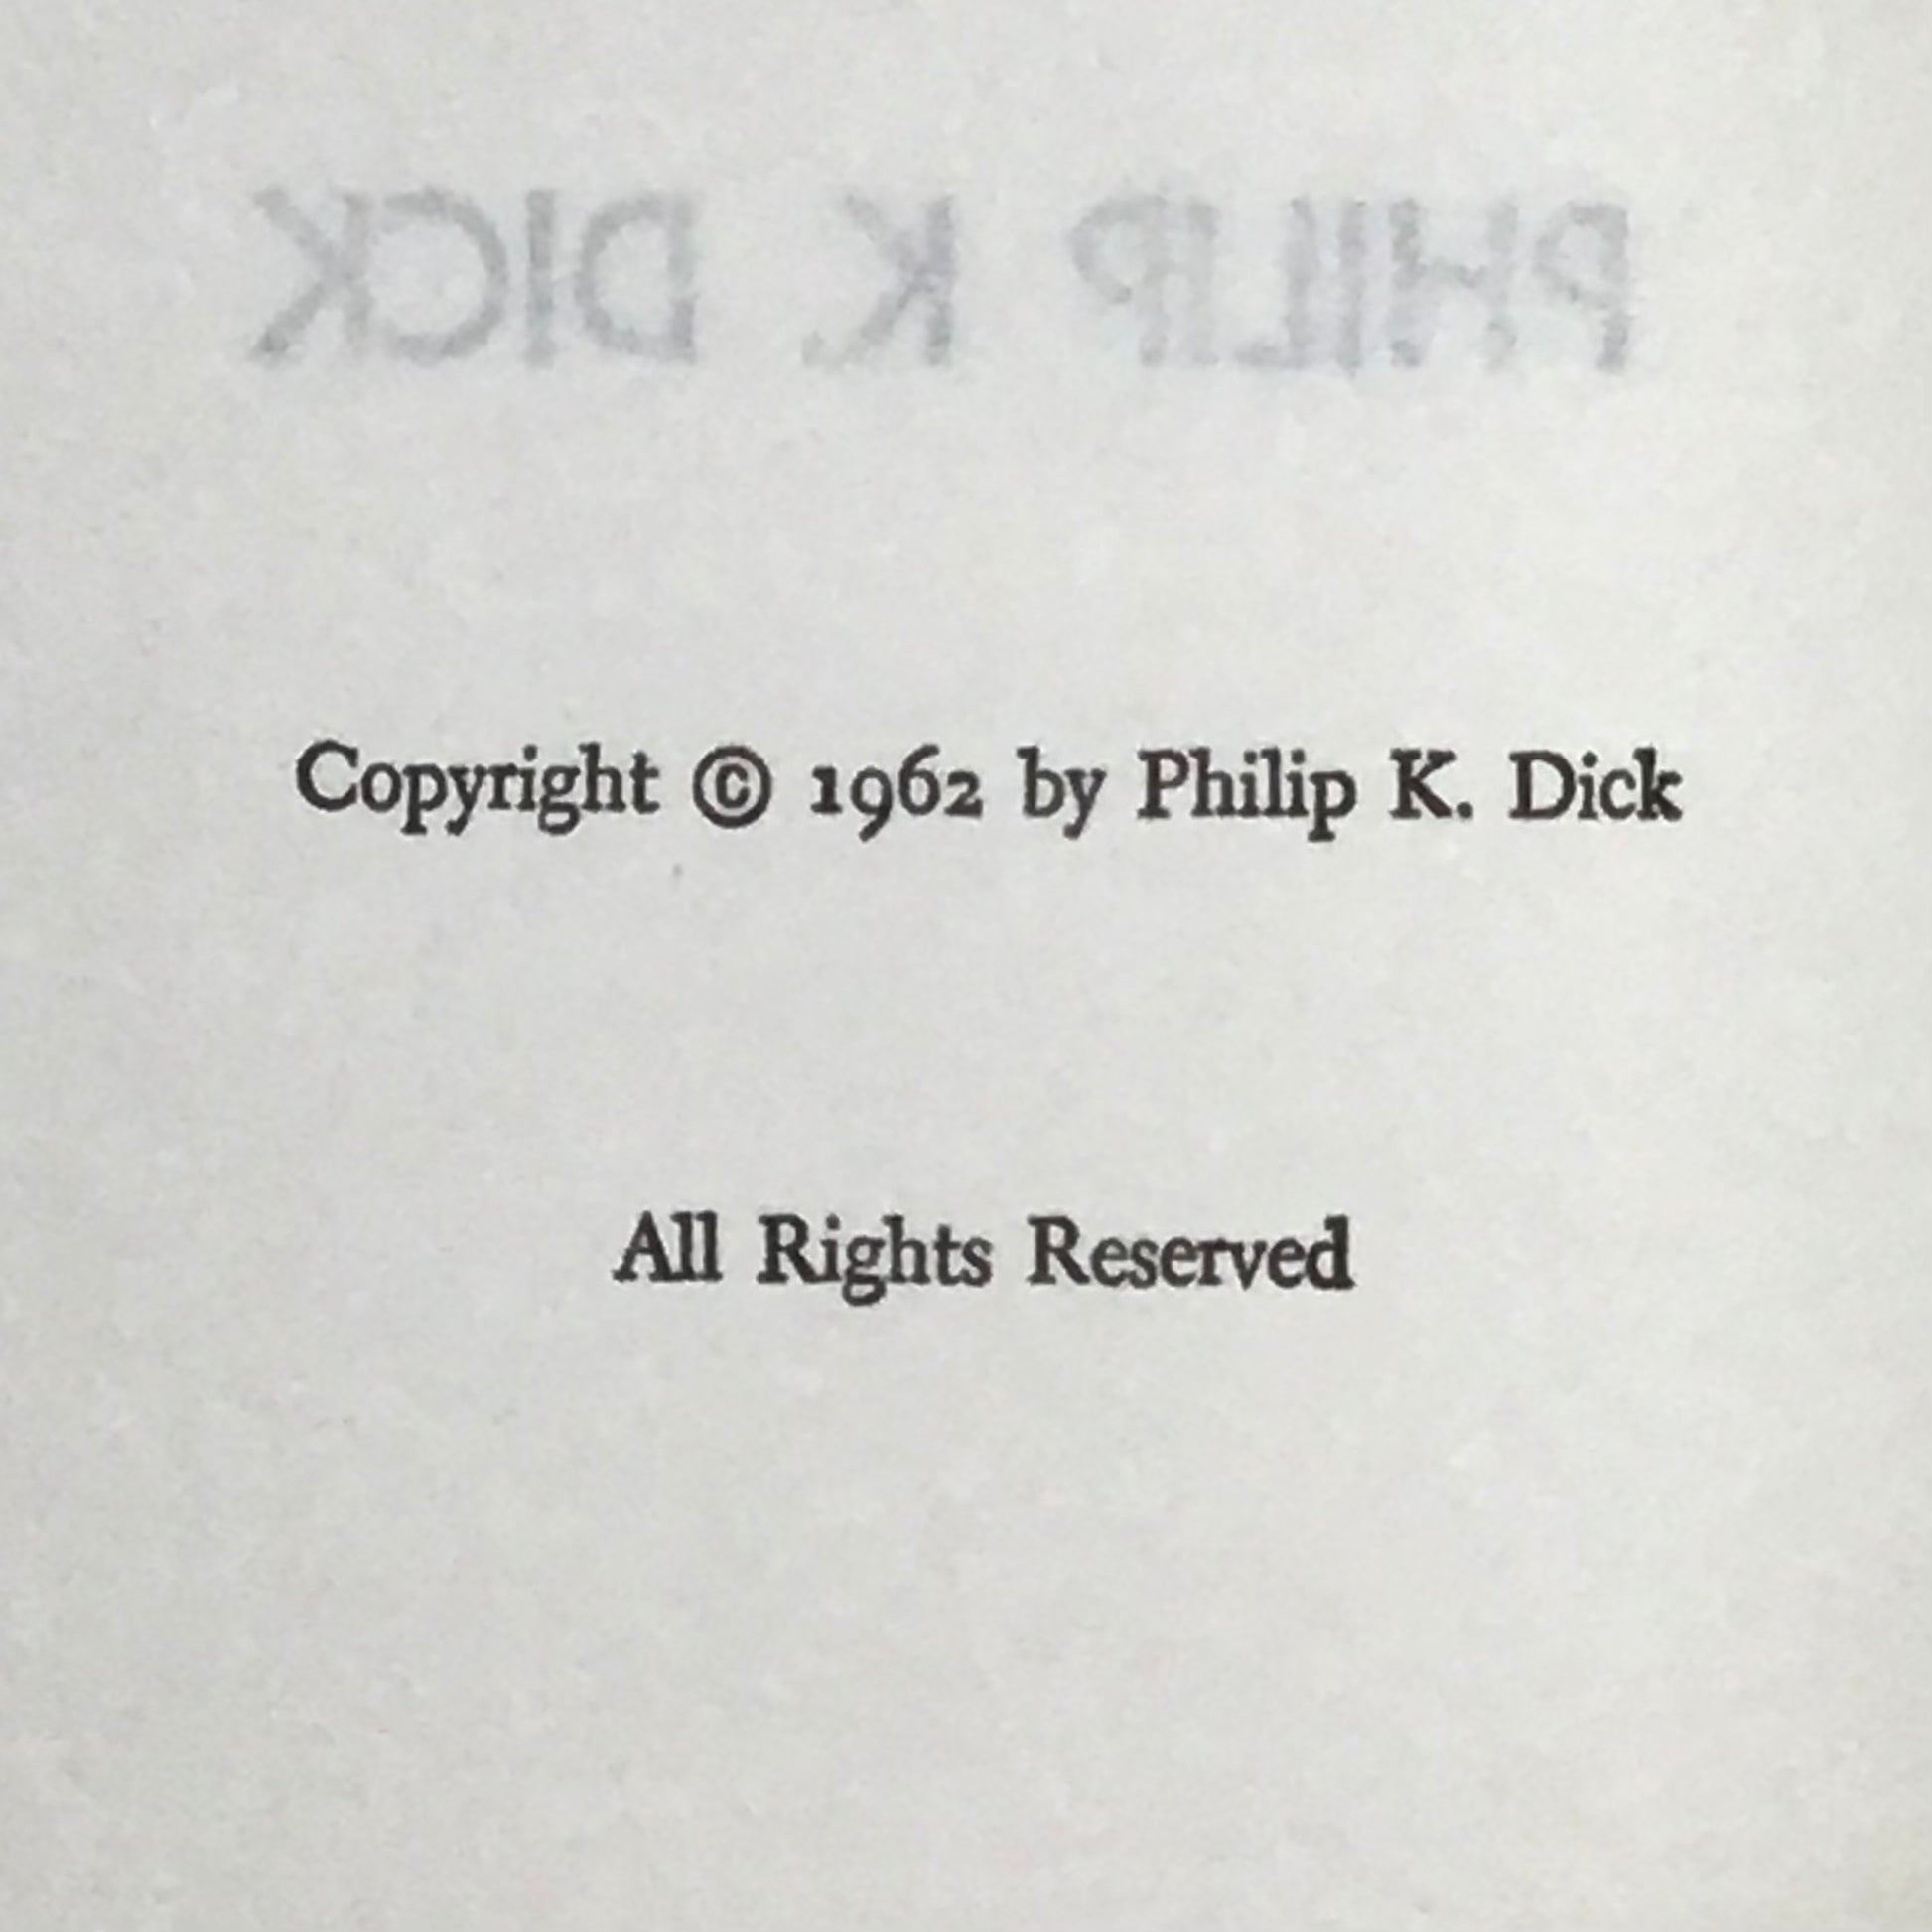 PHILIP K. DICK
Copyright © 1962 by Philip K. Dick
All Rights Reserved